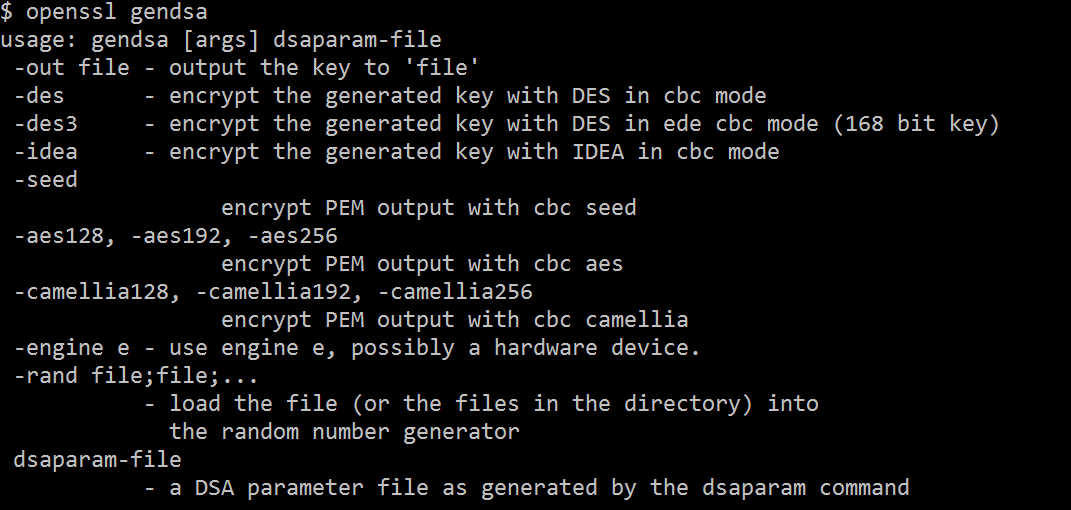 $ openssl gendsa
usage: gendsa [args] dsaparam-file
 -out file - output the key to 'file'
 -des      - encrypt the generated key with DES in cbc mode
 -des3     - encrypt the generated key with DES in ede cbc mode (168 bit key)
 -idea     - encrypt the generated key with IDEA in cbc mode
 -seed
                 encrypt PEM output with cbc seed
 -aes128, -aes192, -aes256
                 encrypt PEM output with cbc aes
 -camellia128, -camellia192, -camellia256
                 encrypt PEM output with cbc camellia
 -engine e - use engine e, possibly a hardware device.
 -rand file;file;...
           - load the file (or the files in the directory) into
             the random number generator
 dsaparam-file
           - a DSA parameter file as generated by the dsaparam command